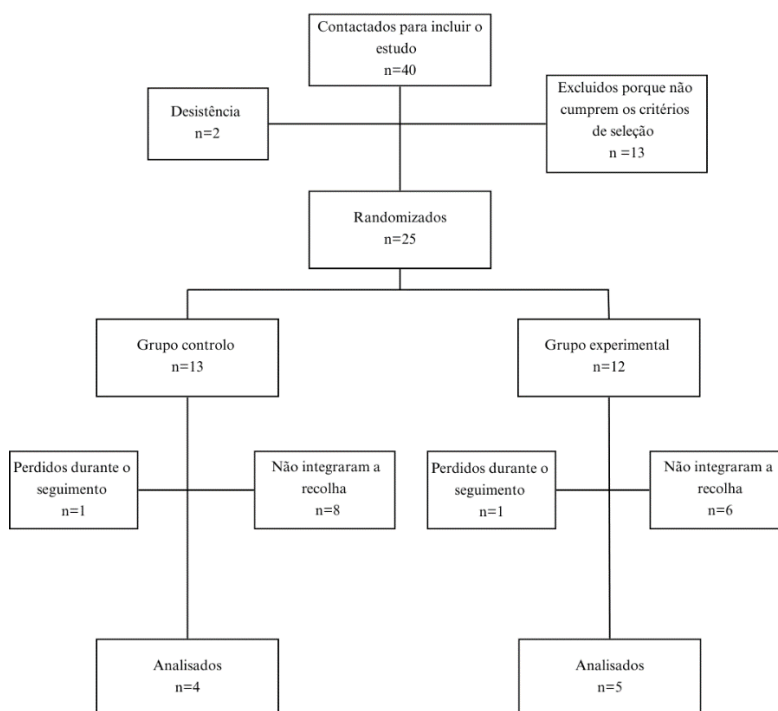 Contactados para incluir o
estudo
n=40
Desistência
n=2
Excluidos porque não
cumprem os critérios
de seleção
n =13
Randomizados
n=25
Grupo controlo
n=13
Grupo experimental
n=12
Perdidos durante o
seguimento
n=1
Não integraram a
recolha
n=8
Perdidos durante o
seguimento
n=1
Não integraram a
recolha
n=6
Analisados
n=4
Analisados
n=5